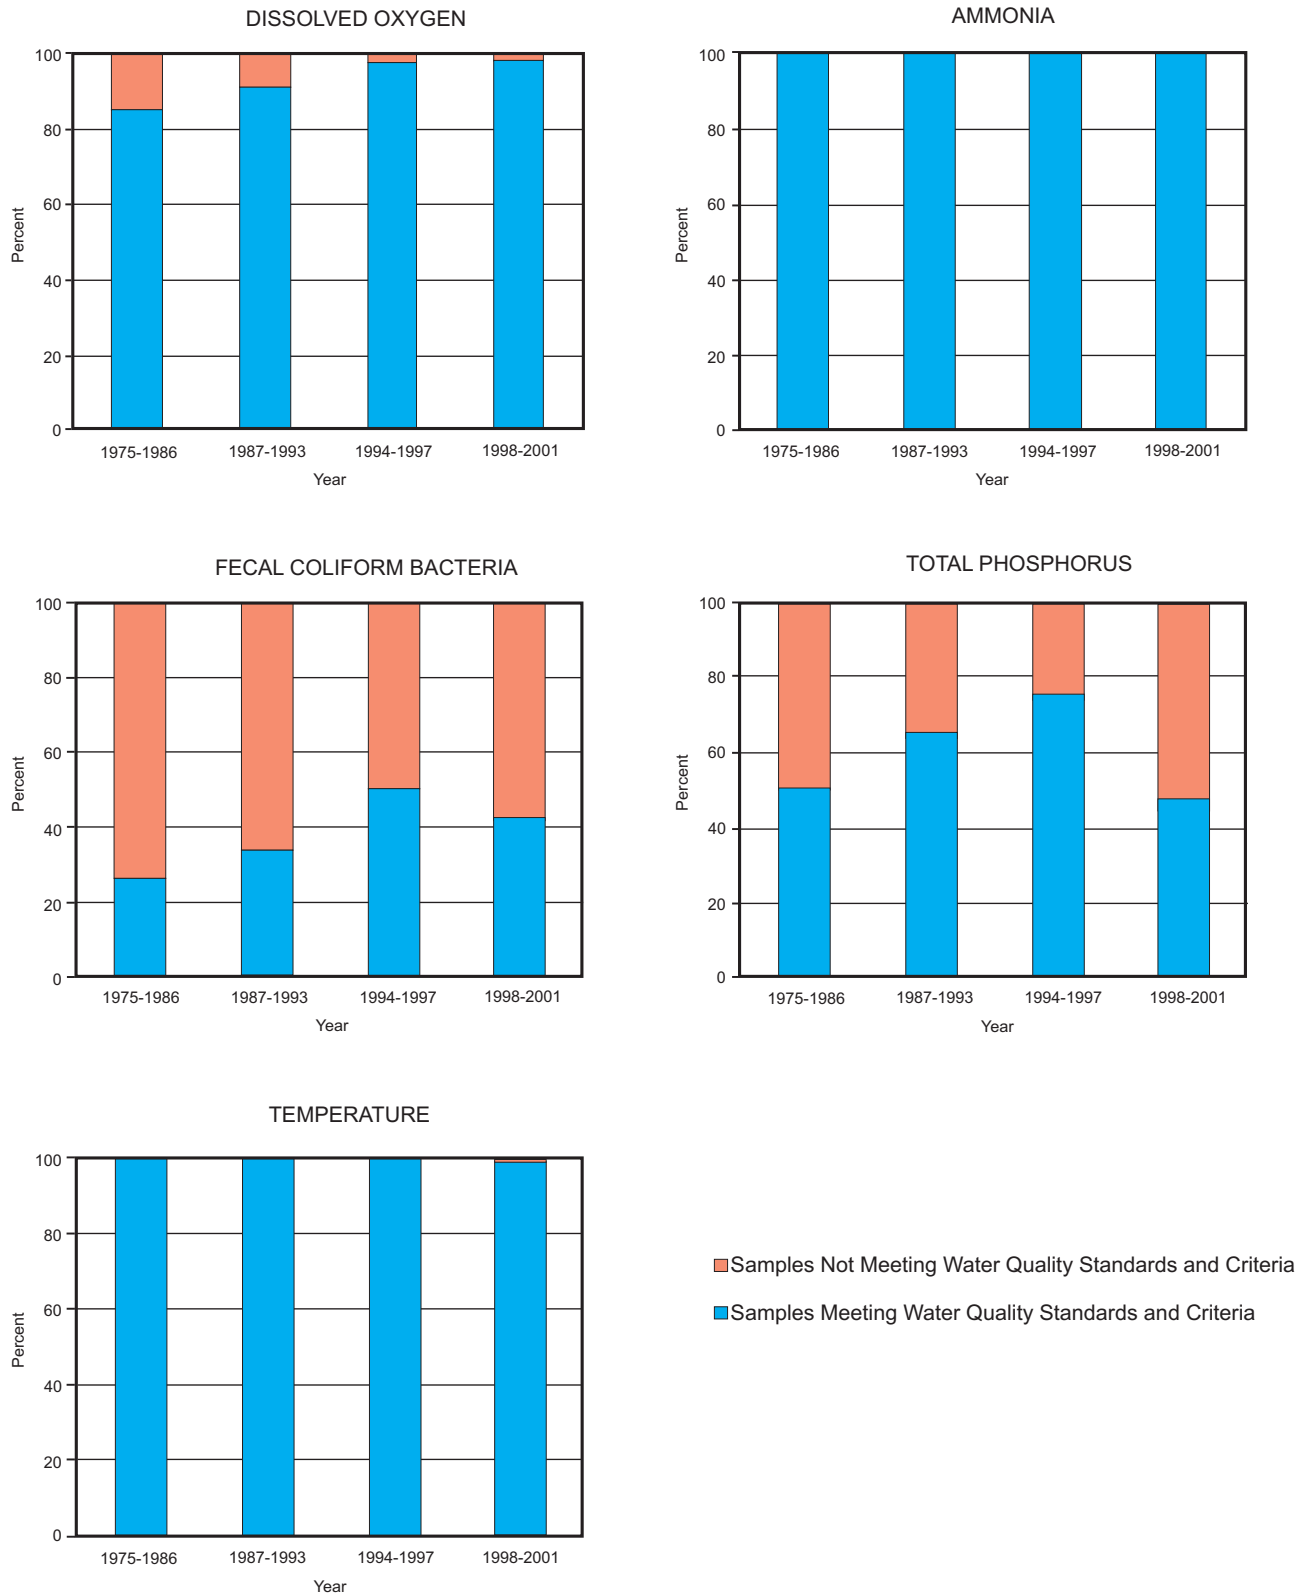 DISSOLVED OXYGEN
100
80
60
40
20
0
Percent
1975-1986 1987-1993 1994-1997 1998-2001
Year
AMMONIA
100
80
60
40
20
0
Percent
1975-1986 1987-1993 1994-1997 1998-2001
Year
FECAL COLIFORM BACTERIA
100
80
60
40
20
0
Percent
1975-1986 1987-1993 1994-1997 1998-2001
Year
TOTAL PHOSPHORUS
100
80
60
40
20
0
Percent
1975-1986 1987-1993 1994-1997 1998-2001
Year
TEMPERATURE
100
80
60
40
20
0
Percent
1975-1986 1987-1993 1994-1997 1998-2001
Year
Samples Not Meeting Water Quality Standards and Criteria
Samples Meeting Water Quality Standards and Criteria